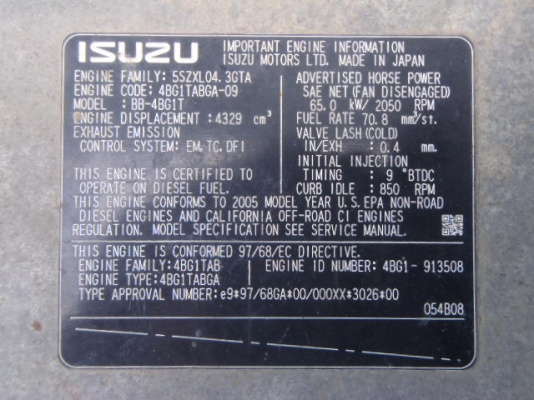 ISUZU IMPORTANT ENGINE INFORMATION
ISUZU MOTORS LTD. MADE IN JAPAN
ENGINE FAMILY: 5SZXL04.3GTA
ENGINE CODE: 4BG1TABGA-09
MODEL : BB-4BG1T
ENGINE DISPLACEMENT: 4329 cm³
EXHAUST EMISSION
CONTROL SYSTEM: EM, TC, DFI
ADVERTISED HORSE POWER
SAE NET (FAN DISENGAGED)
65.0 kW/ 2050 RPM
FUEL RATE 70.8 mm³/st.
VALVE LASH (COLD)
IN/EXH : 0.4 mm.
INITIAL INJECTION
TIMING : 9 °BTDC
CURB IDLE : 850 RPM
THIS ENGINE IS CERTIFIED TO
OPERATE ON DIESEL FUEL.
THIS ENGINE CONFORMS TO 2005 MODEL YEAR U.S. EPA NON-ROAD
DIESEL ENGINES AND CALIFORNIA OFF-ROAD CI ENGINES
REGULATION. MODEL SPECIFICATION SEE SERVICE MANUAL.
THIS ENGINE IS CONFORMED 97/68/EC DIRECTIVE.
ENGINE FAMILY: 4BG1TAB ENGINE ID NUMBER: 4BG1- 913508
ENGINE TYPE: 4BG1TABGA
TYPE APPROVAL NUMBER: e9*97/68GA*00/000XX*3026*00
054B08